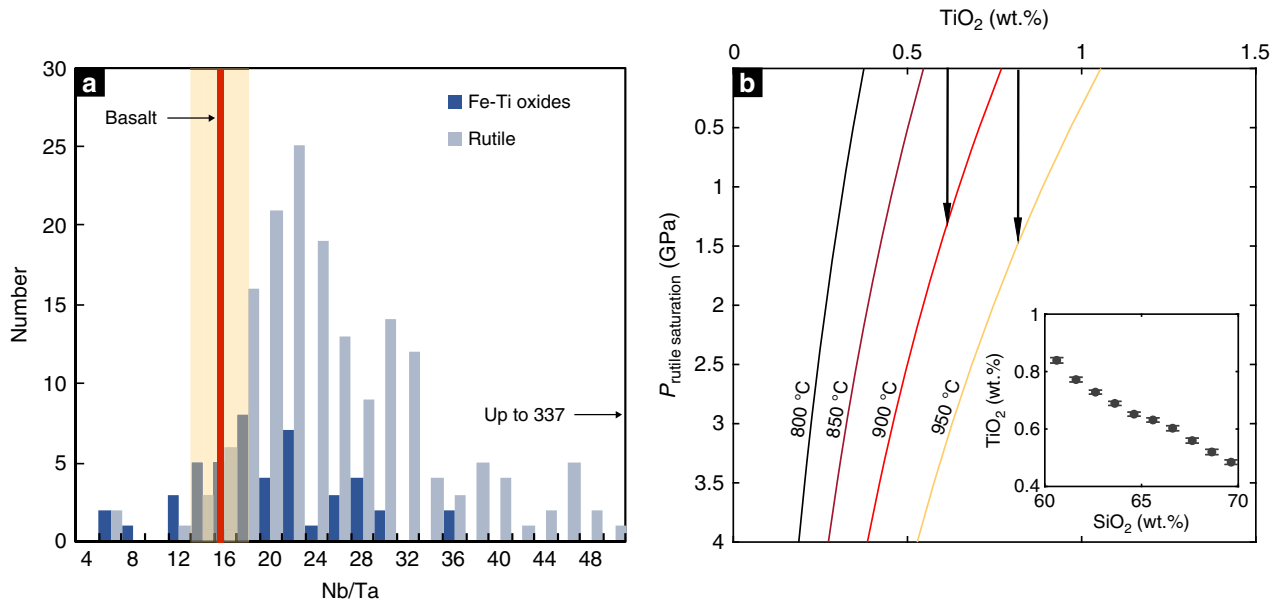 a
30
25
20
15
10
5
0
Number
Basalt
Fe-Ti oxides
Rutile
Up to 337
4 8 12 16 20 24 28 32 36 40 44 48
Nb/Ta
TiO2 (wt.%)
0 0.5 1 1.5
b
0.5
1
1.5
2
2.5
3
3.5
4
Prutile saturation (GPa)
800 °C
850 °C
900 °C
950 °C
1
0.8
0.6
0.4
TiO2 (wt.%)
60 65 70
SiO2 (wt.%)